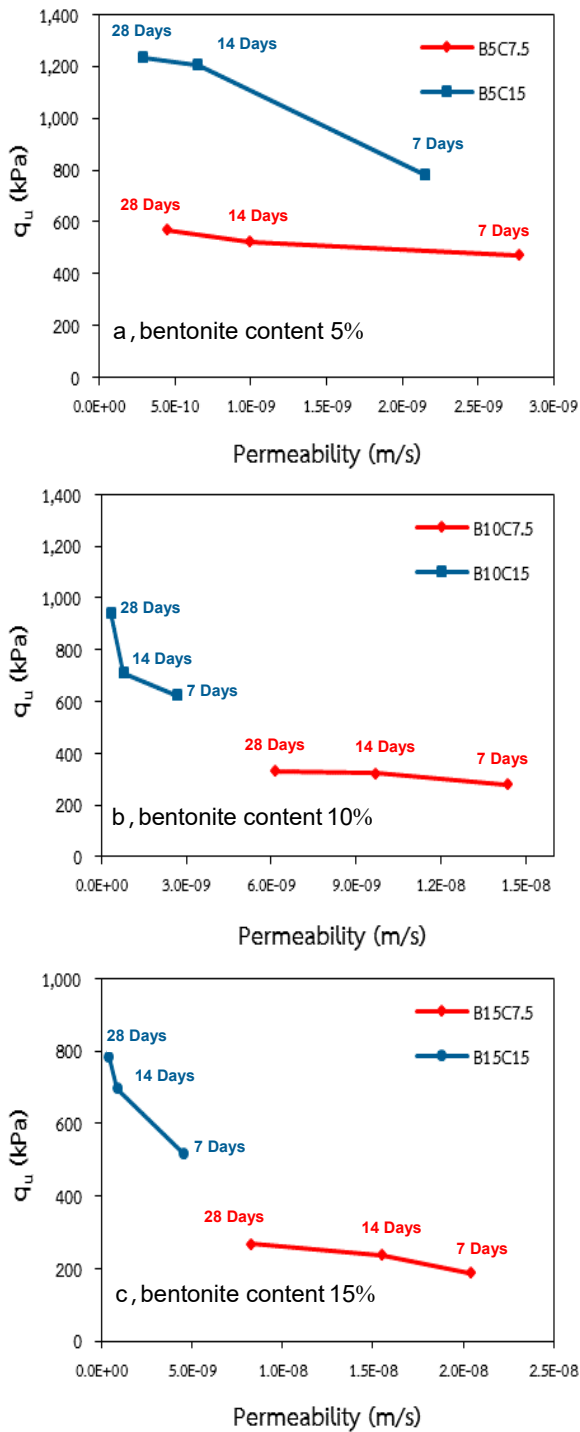 1,400
28 Days
14 Days
B5C7.5
1,200
B5C15
1,000
7 Days
800
28 Days
14 Days
7 Days
600
400
200
a,bentonite content 5%
0
qu (kPa)
0.0E+00 5.0E-10 1.0E-09 1.5E-09 2.0E-09 2.5E-09 3.0E-09
Permeability (m/s)
1,400
B10C7.5
1,200
B10C15
1,000
28 Days
800
14 Days
7 Days
600
28 Days
14 Days
7 Days
400
200
b,bentonite content 10%
0
qu (kPa)
0.0E+00 3.0E-09 6.0E-09 9.0E-09 1.2E-08 1.5E-08
Permeability (m/s)
1,000
B15C7.5
28 Days
B15C15
800
14 Days
600
7 Days
400
28 Days
14 Days
7 Days
200
c,bentonite content 15%
0
qu (kPa)
0.0E+00 5.0E-09 1.0E-08 1.5E-08 2.0E-08 2.5E-08
Permeability (m/s)